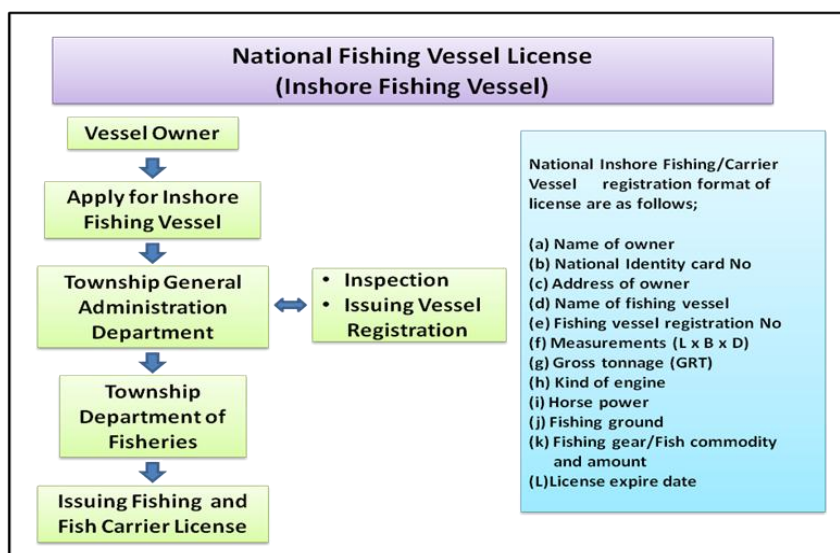 National Fishing Vessel License
(Inshore Fishing Vessel)
Vessel Owner
Apply for Inshore
Fishing Vessel
Township General
Administration
Department
• Inspection
• Issuing Vessel
Registration
Township
Department of
Fisheries
Issuing Fishing and
Fish Carrier License
National Inshore Fishing/Carrier
Vessel registration format of
license are as follows;
(a) Name of owner
(b) National Identity card No
(c) Address of owner
(d) Name of fishing vessel
(e) Fishing vessel registration No
(f) Measurements (L x B x D)
(g) Gross tonnage (GRT)
(h) Kind of engine
(i) Horse power
(j) Fishing ground
(k) Fishing gear/Fish commodity
and amount
(L)License expire date